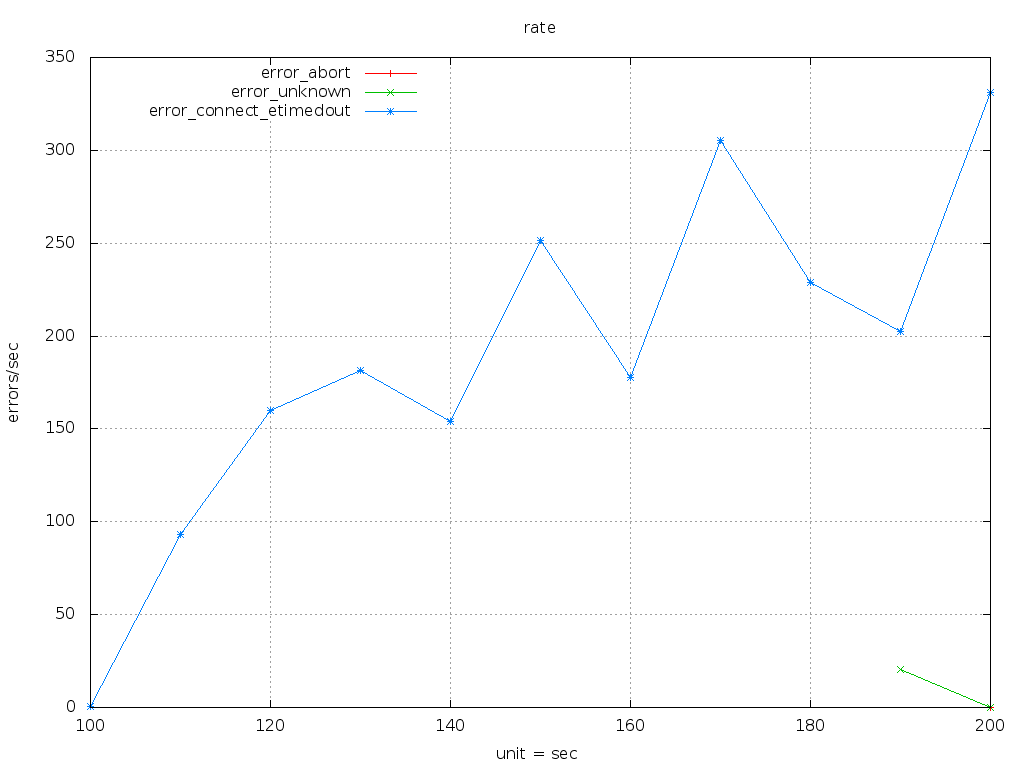 rate
350
error_abort
error_unknown
error_connect_etimedout
300
250
200
150
100
50
0
errors/sec
100 120 140 160 180 200
unit = sec